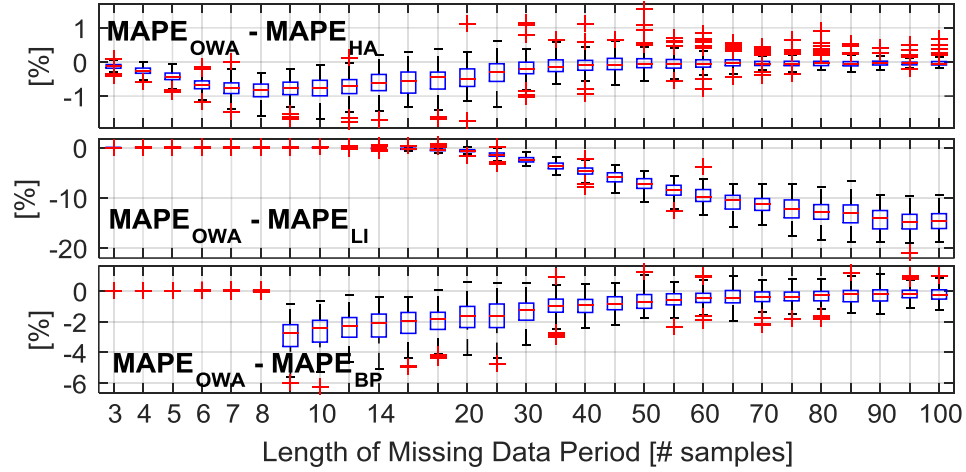 MAPE_OWA - MAPE_HA
[%]
1
0
-1
[%]
0
-10
-20
MAPE_OWA - MAPE_LI
[%]
0
-2
-4
-6
MAPE_OWA - MAPE_BP
3 4 5 6 7 8 10 14 20 30 40 50 60 70 80 90 100
Length of Missing Data Period [# samples]